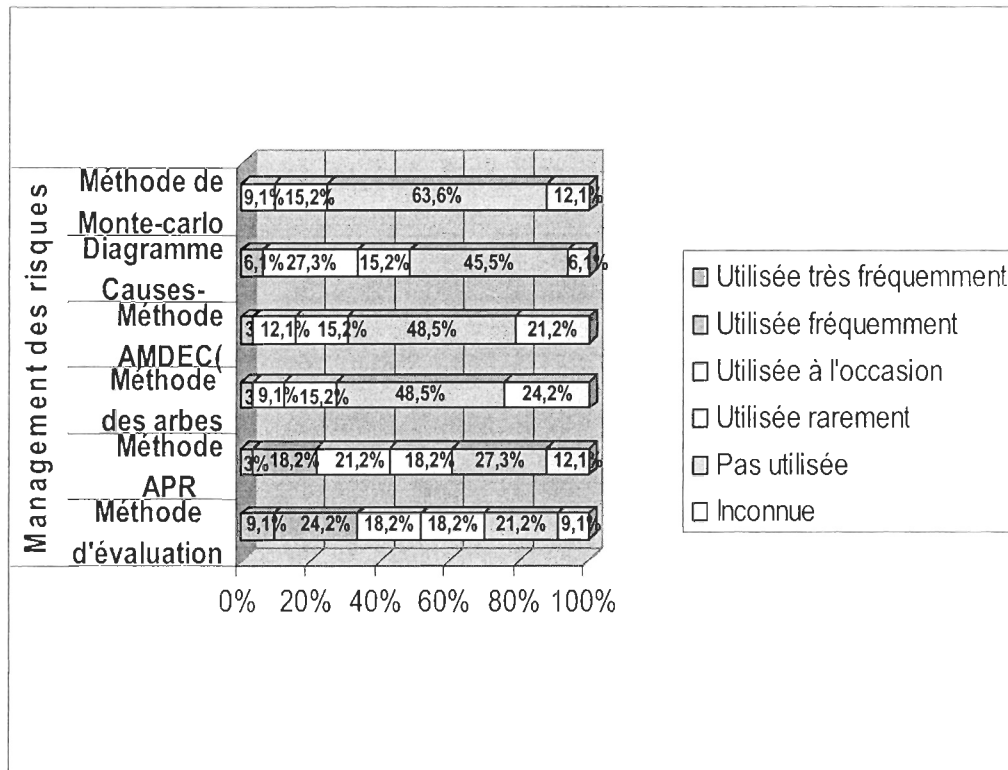 Management des risques
Méthode de
Monte-carlo
9,1% 15,2% 63,6% 12,1%
Diagramme
Causes-
6,1% 27,3% 15,2% 45,5% 6,1%
Méthode
AMDEC(
3 12,1% 15,2% 48,5% 21,2%
Méthode
des arbes
3 9,1% 15,2% 48,5% 24,2%
Méthode
APR
3% 18,2% 21,2% 18,2% 27,3% 12,1%
Méthode
d'évaluation
9,1% 24,2% 18,2% 18,2% 21,2% 9,1%
0% 20% 40% 60% 80% 100%
Utilisée très fréquemment
Utilisée fréquemment
Utilisée à l'occasion
Utilisée rarement
Pas utilisée
Inconnue